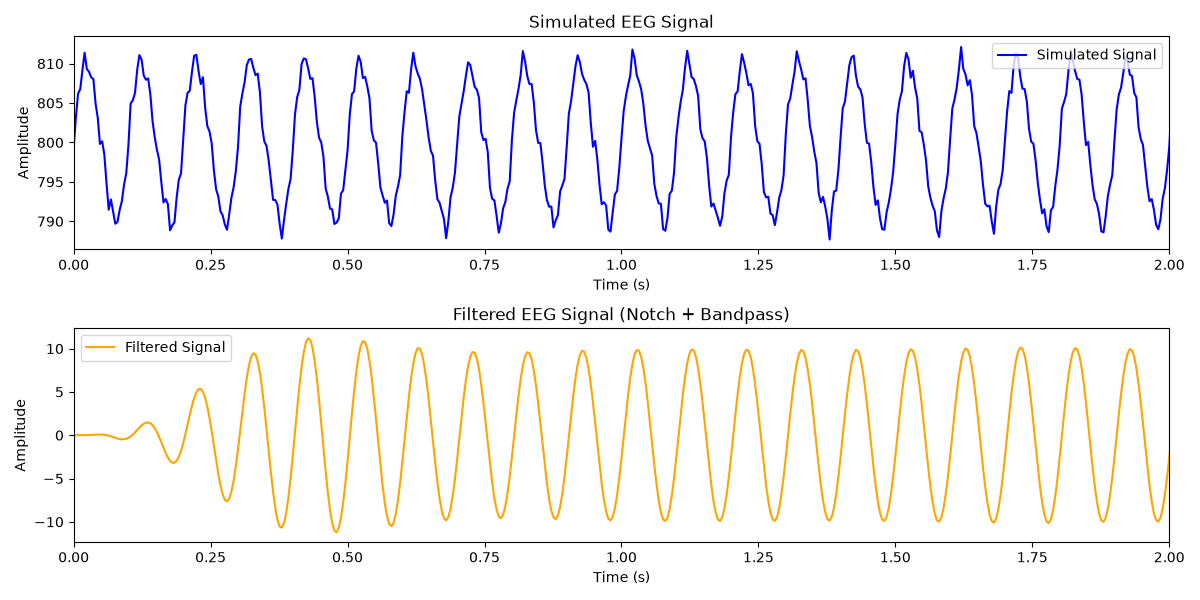 Simulated EEG Signal
Amplitude
810
805
800
795
790
Simulated Signal
0.00 0.25 0.50 0.75 1.00 1.25 1.50 1.75 2.00
Time (s)
Filtered EEG Signal (Notch + Bandpass)
Amplitude
10
5
0
−5
−10
Filtered Signal
0.00 0.25 0.50 0.75 1.00 1.25 1.50 1.75 2.00
Time (s)